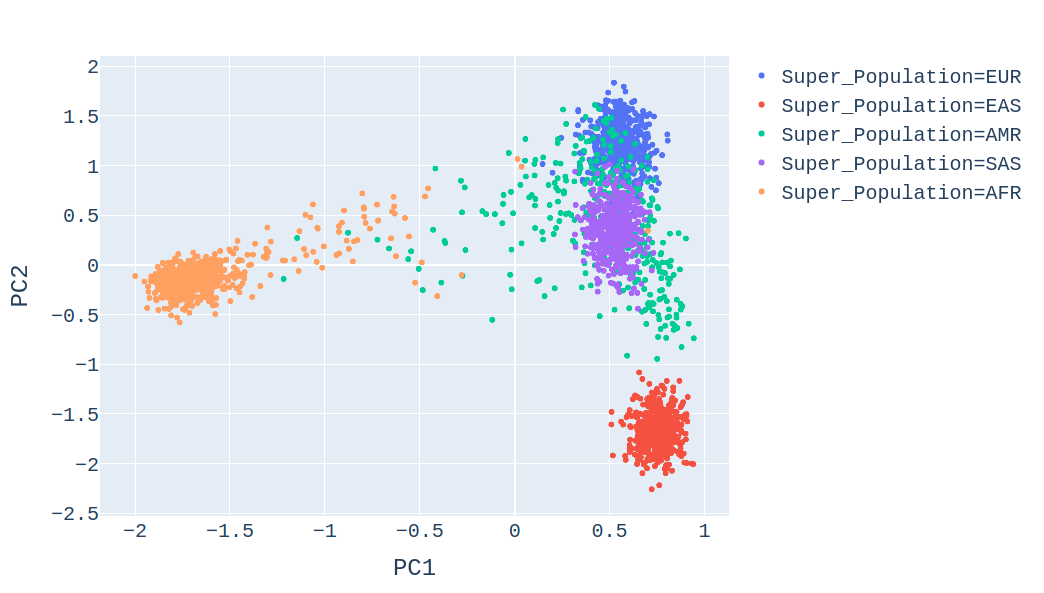 Super_Population=EUR
Super_Population=EAS
Super_Population=AMR
Super_Population=SAS
Super_Population=AFR
PC2
2
1.5
1
0.5
0
−0.5
−1
−1.5
−2
−2.5
−2 −1.5 −1 −0.5 0 0.5 1
PC1